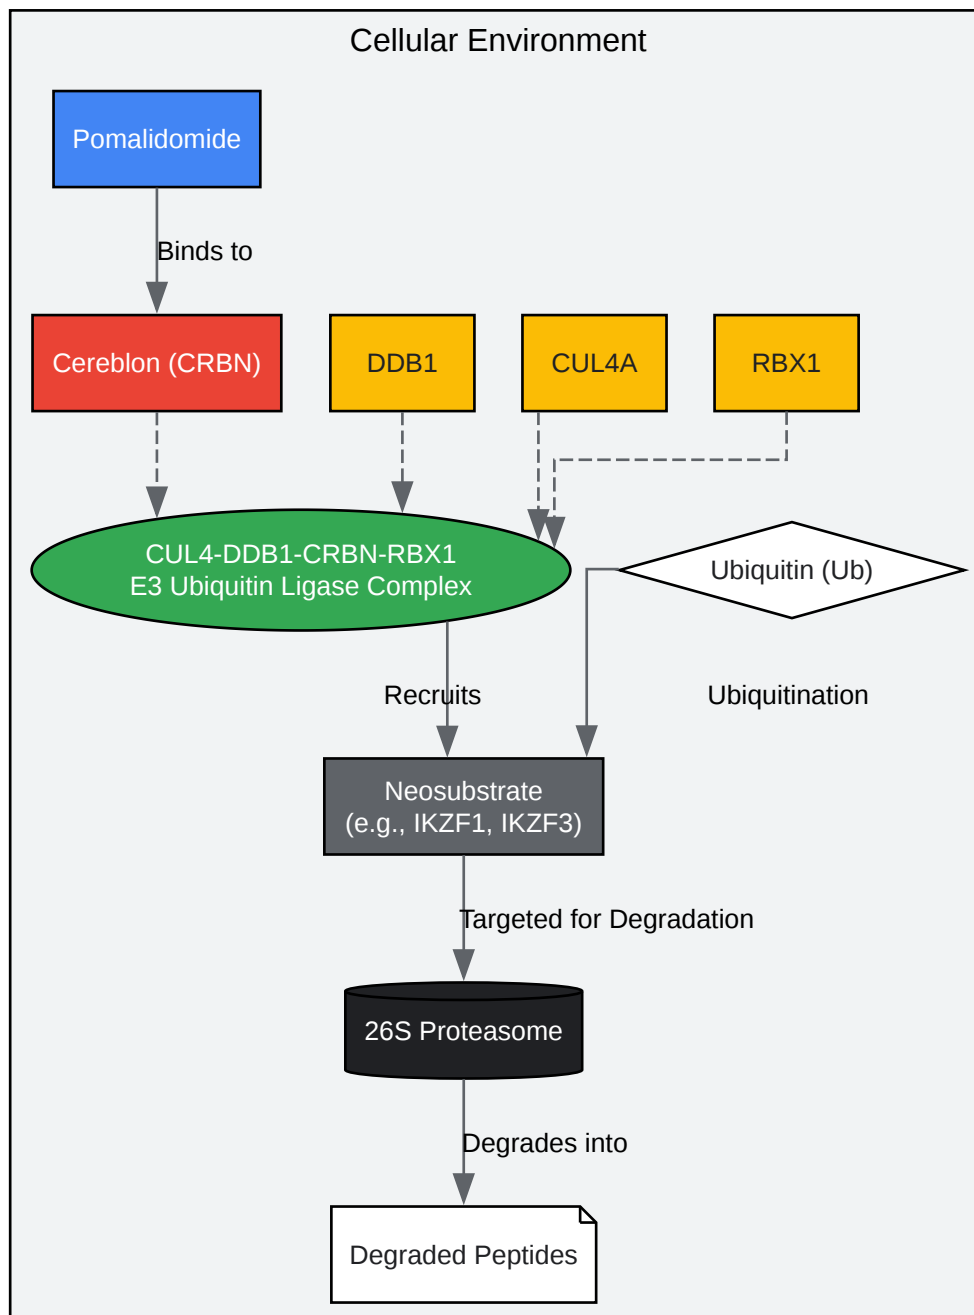 Cellular Environment
Pomalidomide
Binds to
Cereblon (CRBN)
DDB1
CUL4A
RBX1
CUL4-DDB1-CRBN-RBX1
E3 Ubiquitin Ligase Complex
Ubiquitin (Ub)
Recruits
Ubiquitination
Neosubstrate
(e.g., IKZF1, IKZF3)
Targeted for Degradation
26S Proteasome
Degrades into
Degraded Peptides